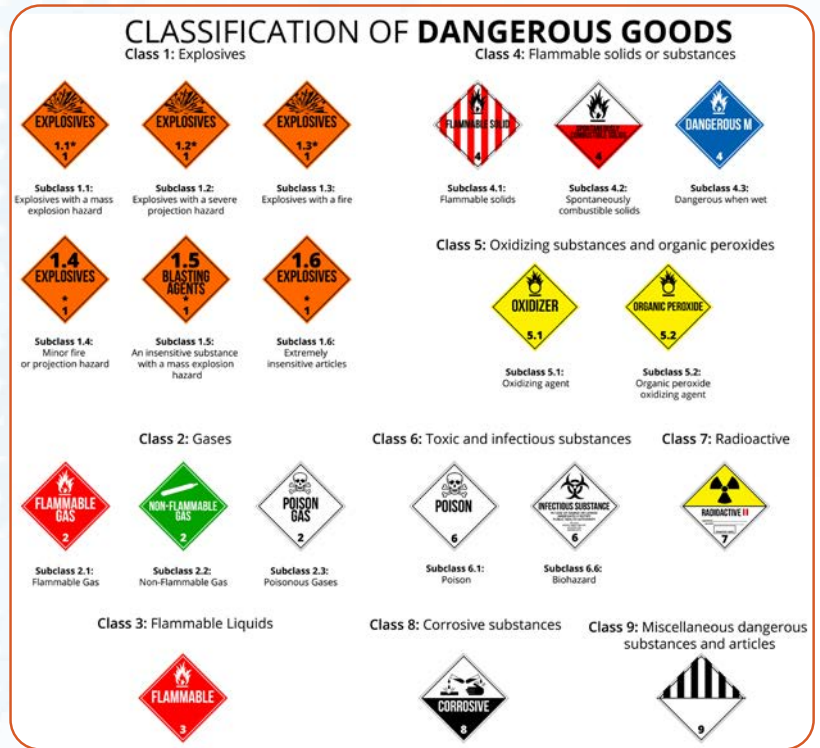 CLASSIFICATION OF DANGEROUS GOODS
Class 1: Explosives
EXPLOSIVES
1.1*
1
Subclass 1.1:
Explosives with a mass
explosion hazard
EXPLOSIVES
1.2*
1
Subclass 1.2:
Explosives with a severe
projection hazard
EXPLOSIVES
1.3*
1
Subclass 1.3:
Explosives with a fire
1.4
EXPLOSIVES
*
1
Subclass 1.4:
Minor fire
or projection hazard
1.5
BLASTING
AGENTS
*
1
Subclass 1.5:
An insensitive substance
with a mass explosion
hazard
1.6
EXPLOSIVES
*
1
Subclass 1.6:
Extremely
insensitive articles
Class 4: Flammable solids or substances
FLAMMABLE SOLID
4
Subclass 4.1:
Flammable solids
SPONTANEOUSLY
COMBUSTIBLE SOLIDS
4
Subclass 4.2:
Spontaneously
combustible solids
DANGEROUS M
4
Subclass 4.3:
Dangerous when wet
Class 5: Oxidizing substances and organic peroxides
OXIDIZER
5.1
Subclass 5.1:
Oxidizing agent
ORGANIC PEROXIDE
5.2
Subclass 5.2:
Organic peroxide
oxidizing agent
Class 2: Gases
FLAMMABLE
GAS
2
Subclass 2.1:
Flammable Gas
NON-FLAMMABLE
GAS
2
Subclass 2.2:
Non-Flammable Gas
POISON
GAS
2
Subclass 2.3:
Poisonous Gases
Class 6: Toxic and infectious substances
POISON
6
Subclass 6.1:
Poison
INFECTIOUS SUBSTANCE
6
Subclass 6.6:
Biohazard
Class 7: Radioactive
RADIOACTIVE II
7
Class 3: Flammable Liquids
FLAMMABLE
3
Class 8: Corrosive substances
CORROSIVE
8
Class 9: Miscellaneous dangerous
substances and articles
9